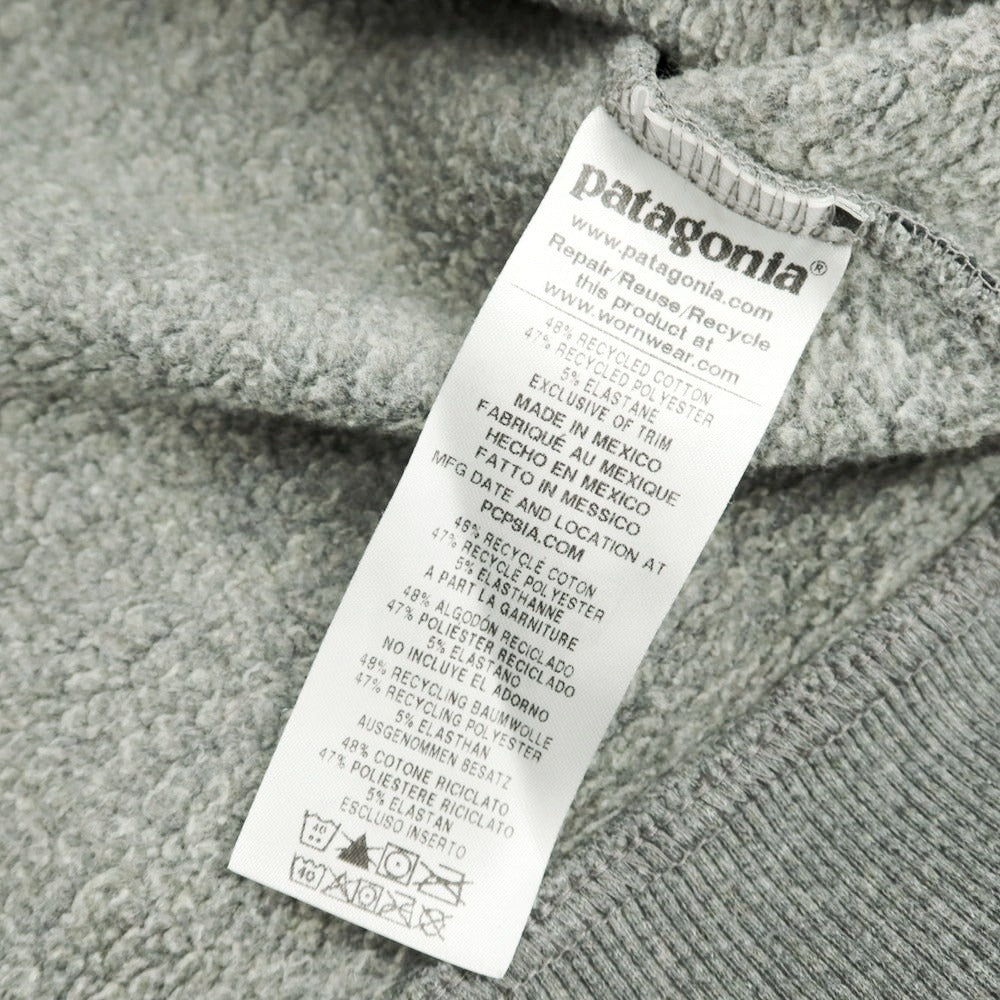 patagonia®
www.patagonia.com
Repair/Reuse/Recycle
this product at
www.wornwear.com
48% RECYCLED COTTON
47% RECYCLED POLYESTER
5% ELASTANE
EXCLUSIVE OF TRIM
MADE IN MEXICO
FABRIQUÉ AU MEXIQUE
HECHO EN MEXICO
FATTO IN MESSICO
MFG DATE AND LOCATION AT
PCPSIA.COM
48% RECYCLÉ COTON
47% RECYCLÉ POLYESTER
5% ELASTHANNE
A PART LA GARNITURE
48% ALGODÓN RECICLADO
47% POLIÉSTER RECICLADO
5% ELASTANO
NO INCLUYE EL ADORNO
48% RECYCLING BAUMWOLLE
47% RECYCLING POLYESTER
5% ELASTHAN
AUSGENOMMEN BESATZ
48% COTONE RICICLATO
47% POLIESTERE RICICLATO
5% ELASTAN
ESCLUSO INSERTO
40
40